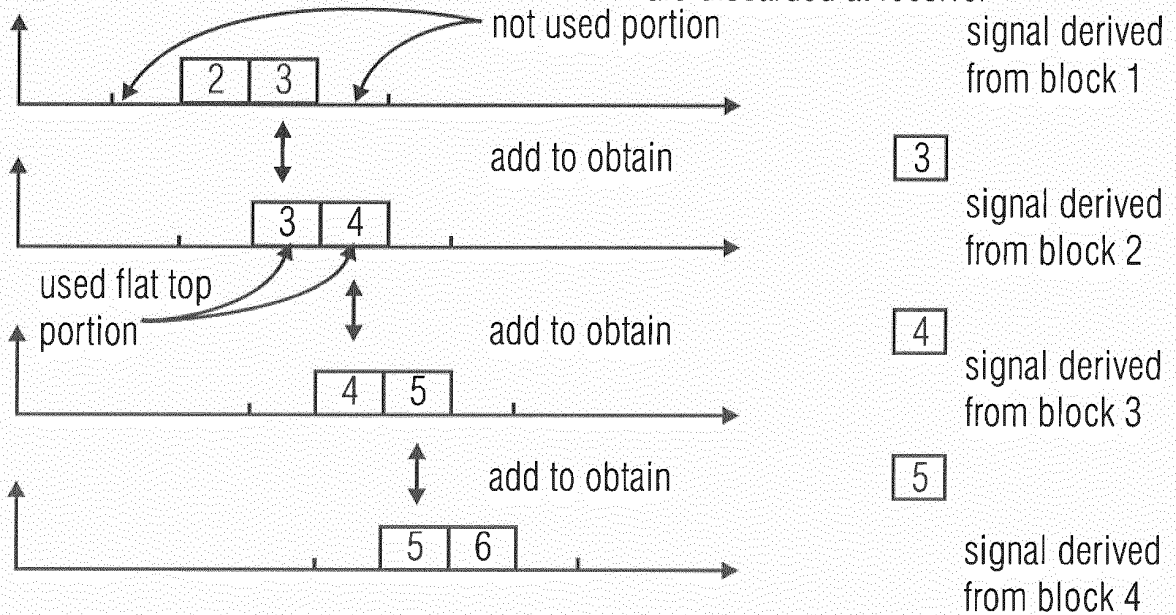 not used portion
signal derived
from block 1
2 3
add to obtain
3
signal derived
from block 2
3 4
used flat top
portion
add to obtain
4
signal derived
from block 3
4 5
add to obtain
5
5 6
signal derived
from block 4